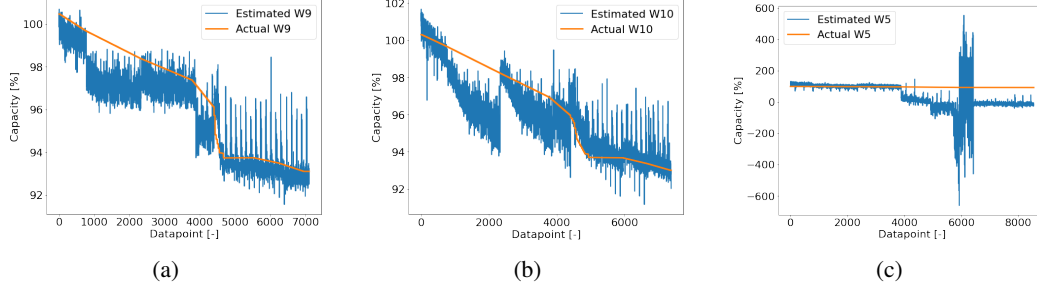 Estimated W9
Actual W9
100
98
96
94
92
Capacity [%]
0 1000 2000 3000 4000 5000 6000 7000
Datapoint [-]
(a)
Estimated W10
Actual W10
102
100
98
96
94
92
Capacity [%]
0 2000 4000 6000
Datapoint [-]
(b)
Estimated W5
Actual W5
600
400
200
0
−200
−400
−600
Capacity [%]
0 2000 4000 6000 8000
Datapoint [-]
(c)